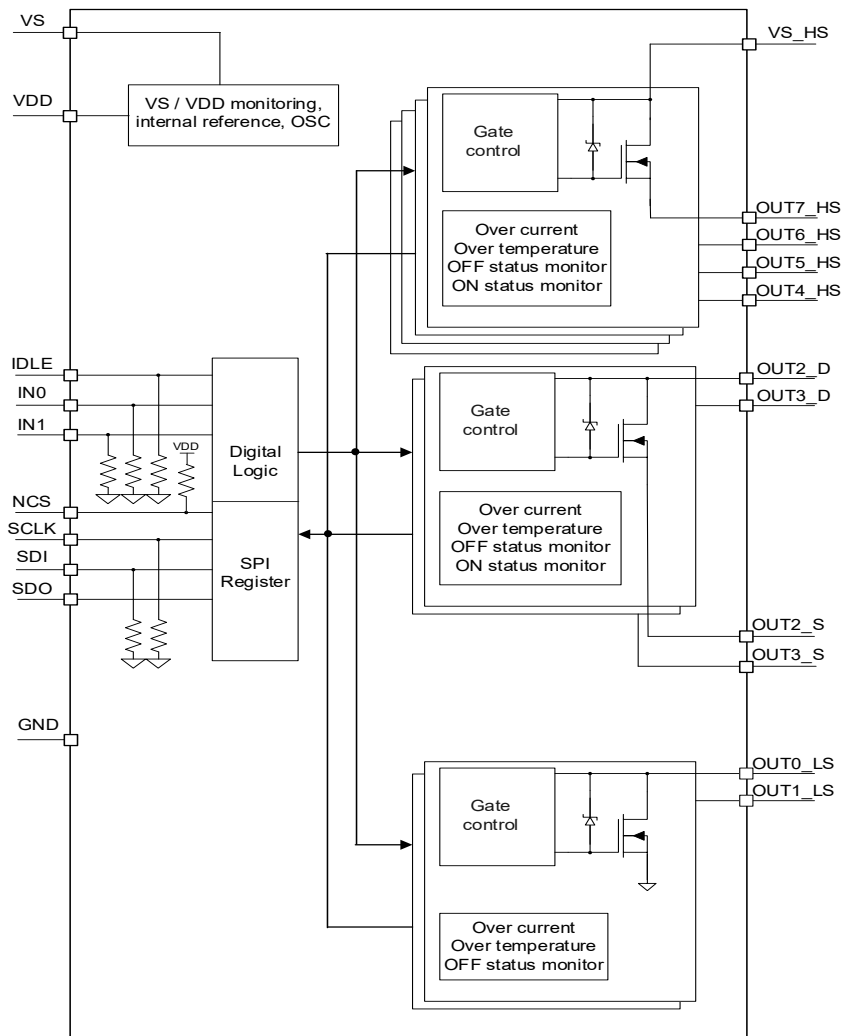 VS
VS_HS
VDD
VS / VDD monitoring,
internal reference, OSC
Gate
control
Over current
Over temperature
OFF status monitor
ON status monitor
OUT7_HS
OUT6_HS
OUT5_HS
OUT4_HS
IDLE
IN0
IN1
VDD
NCS
SCLK
SDI
SDO
Digital
Logic
SPI
Register
Gate
control
Over current
Over temperature
OFF status monitor
ON status monitor
OUT2_D
OUT3_D
OUT2_S
OUT3_S
GND
Gate
control
Over current
Over temperature
OFF status monitor
OUT0_LS
OUT1_LS